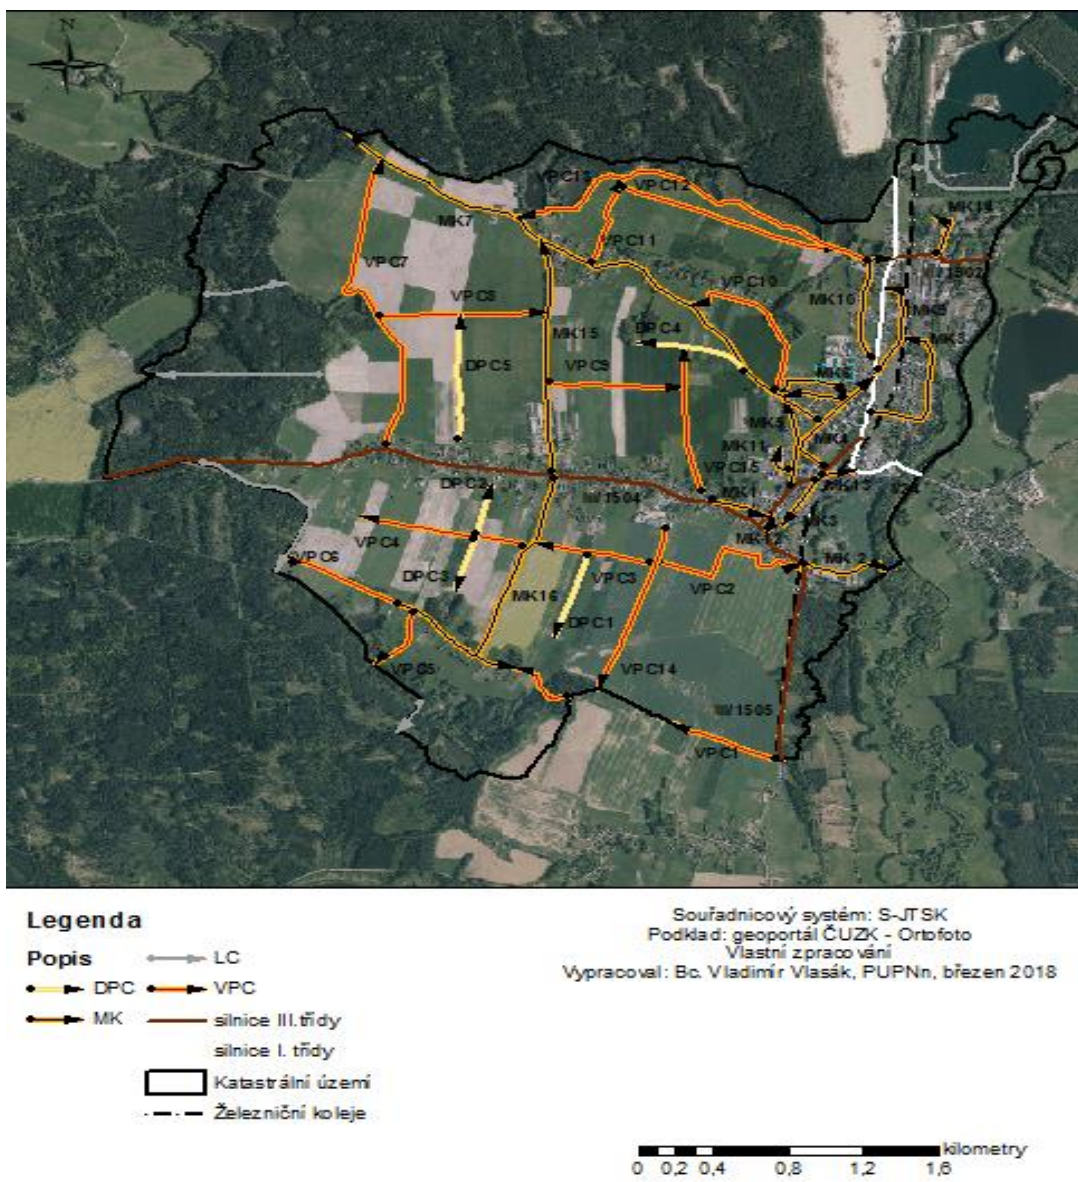 N
VPC13
VPC12
MK14
MK7
VPC11
III/1502
VPC7
VPC10
VPC8
MK10
MK9
DPC4
MK15
MK8
DPC5
VPC9
MK5
MK4
MK11
VPC15
DPC2
III/1504
MK1
MK13
VPC4
MK3
MK12
VPC6
DPC3
MK16
VPC3
VPC2
MK 2
DPC1
VPC5
VPC14
III/1505
VPC1
Legenda
Popis
LC
DPC
VPC
MK
silnice III.třídy
silnice I. třídy
Katastrální území
Železniční koleje
Souřadnicový systém: S-JTSK
Podklad: geoportál ČUZK - Ortofoto
Vlastní zpracování
Vypracoval: Bc. Vladimír Vlasák, PUPNn, březen 2018
kilometry
0 0,2 0,4 0,8 1,2 1,6